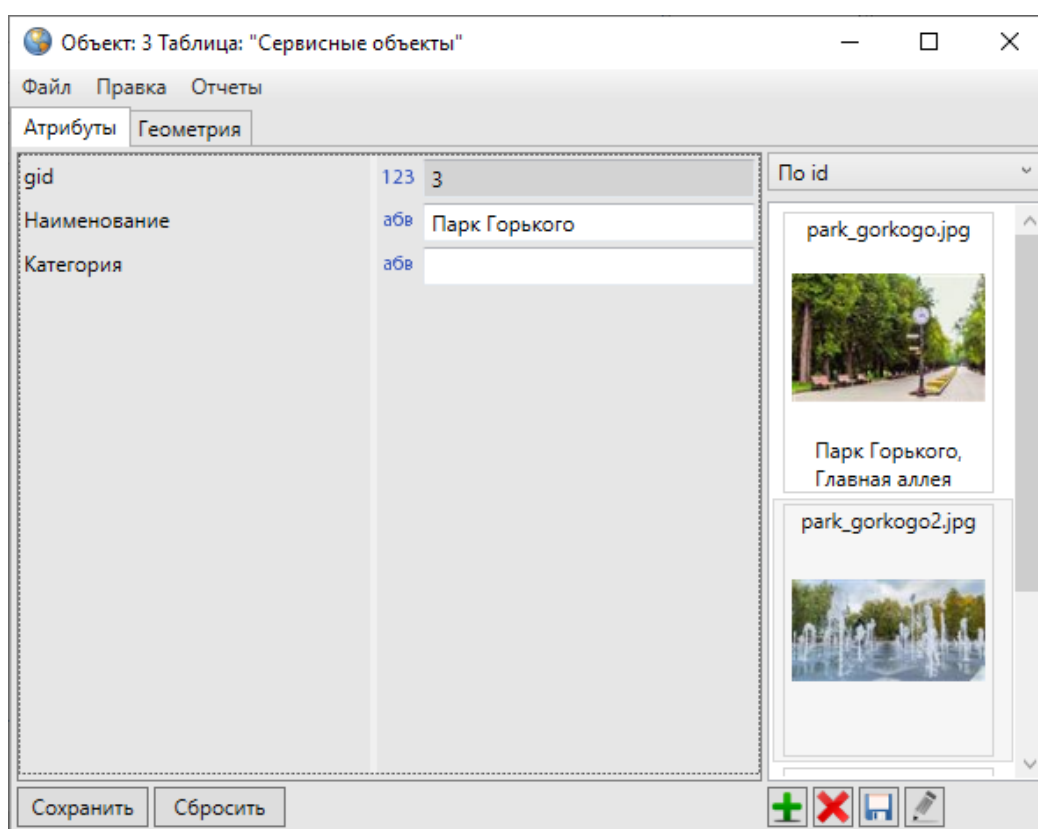 Объект: 3 Таблица: "Сервисные объекты"
Файл Правка Отчеты
Атрибуты Геометрия
gid 123 3
Наименование абв Парк Горького
Категория абв
По id
park_gorkogo.jpg
Парк Горького,
Главная аллея
park_gorkogo2.jpg
Сохранить Сбросить